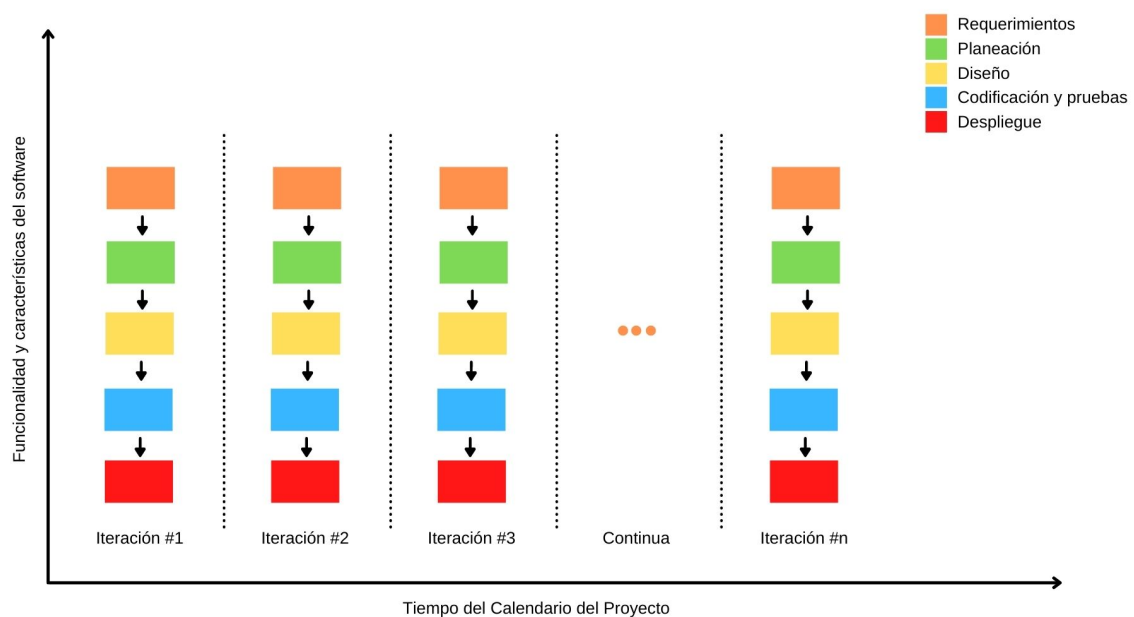 Requerimientos
Planeación
Diseño
Codificación y pruebas
Despliegue
Funcionalidad y características del software
Iteración #1
Iteración #2
Iteración #3
Continua
Iteración #n
Tiempo del Calendario del Proyecto